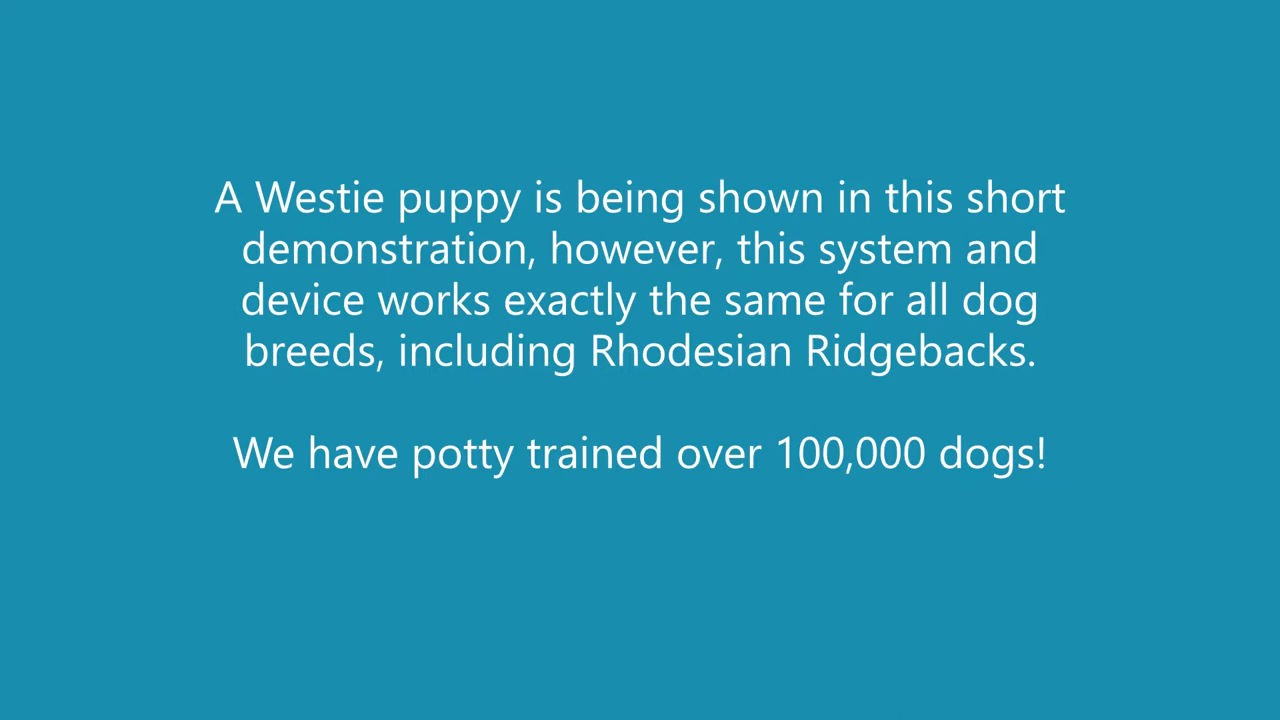 A Westie puppy is being shown in this short
demonstration, however, this system and
device works exactly the same for all dog
breeds, including Rhodesian Ridgebacks.
We have potty trained over 100,000 dogs!